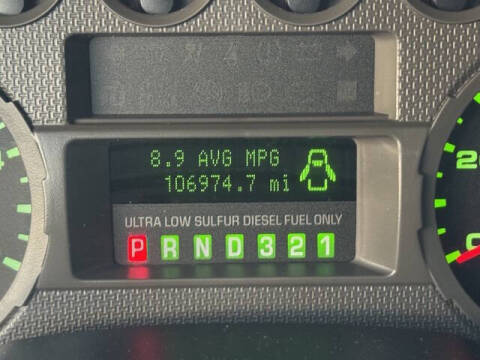 8.9 AVG MPG
106974.7 mi
ULTRA LOW SULFUR DIESEL FUEL ONLY
P R N D 3 2 1